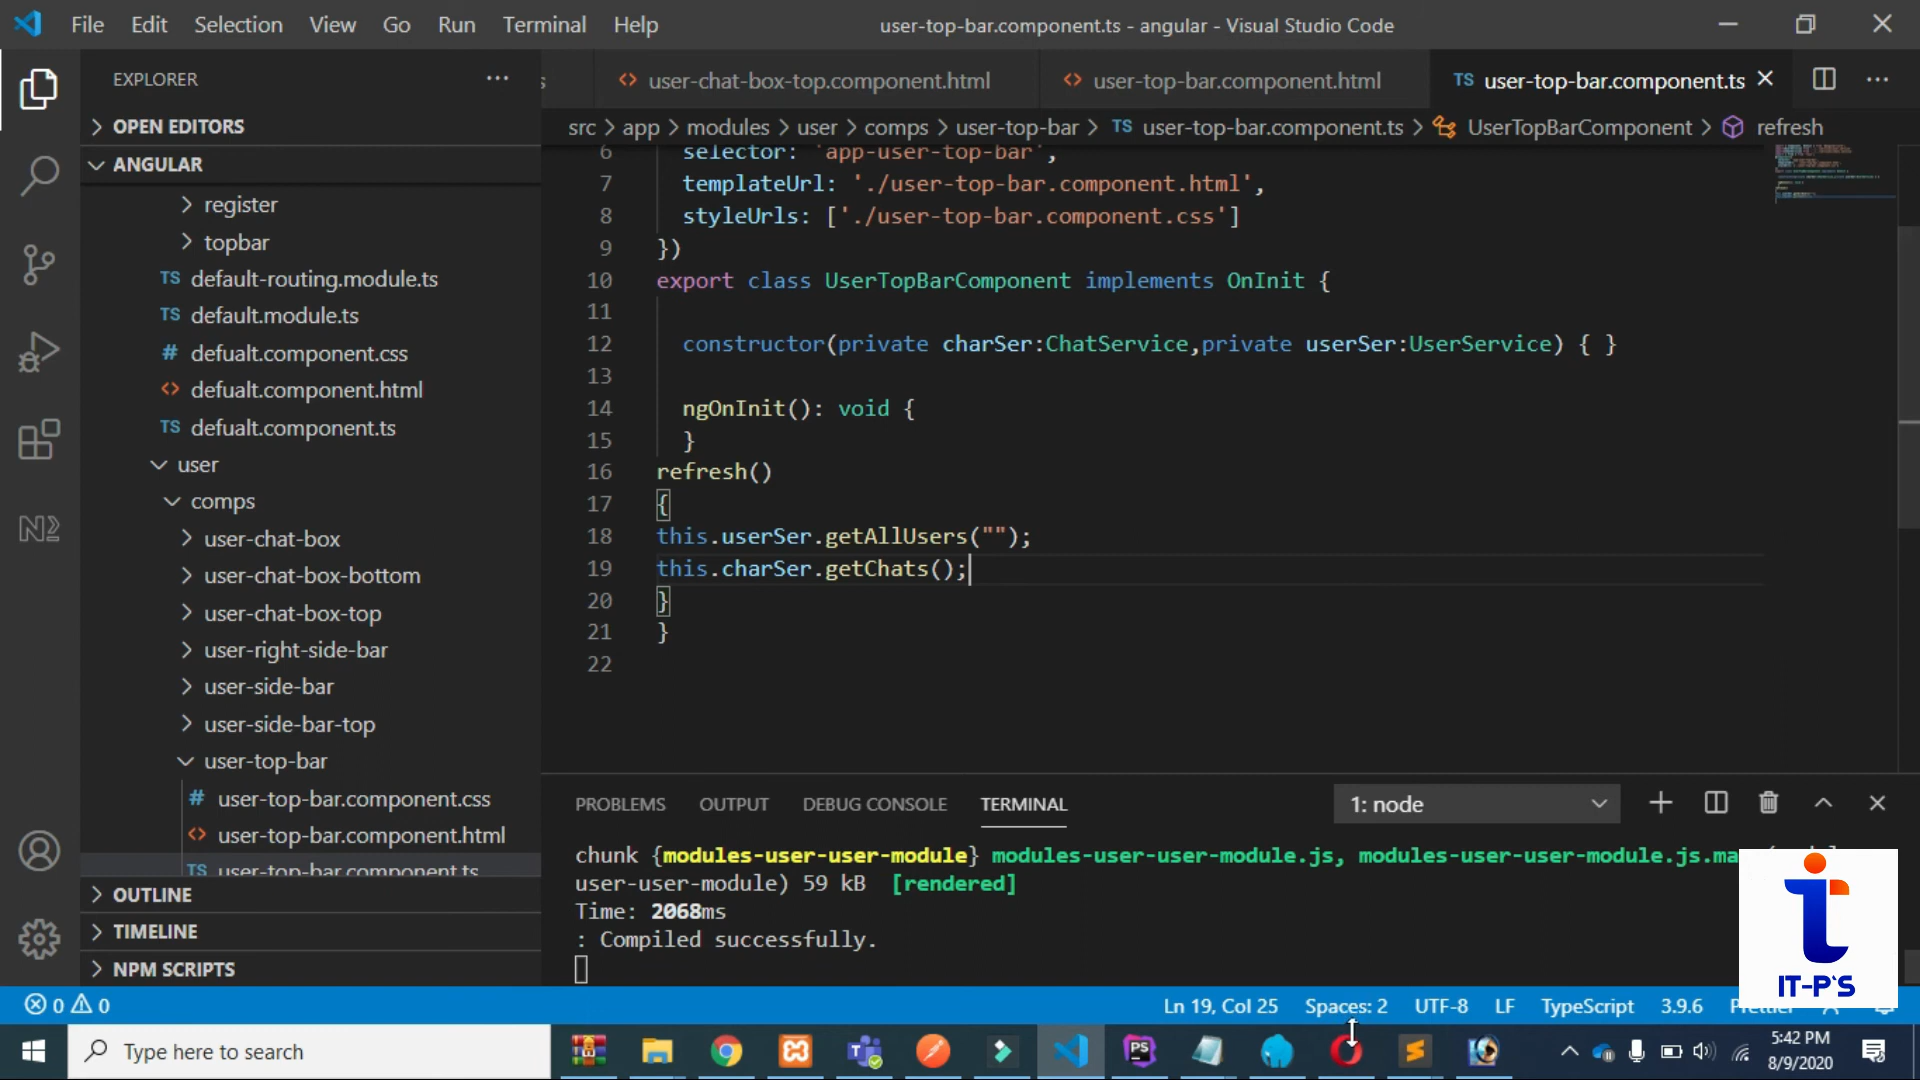 File Edit Selection View Go Run Terminal Help
user-top-bar.component.ts - angular - Visual Studio Code
EXPLORER
OPEN EDITORS
ANGULAR
register
topbar
TS default-routing.module.ts
TS default.module.ts
# defualt.component.css
<> defualt.component.html
TS defualt.component.ts
user
comps
user-chat-box
user-chat-box-bottom
user-chat-box-top
user-right-side-bar
user-side-bar
user-side-bar-top
user-top-bar
# user-top-bar.component.css
<> user-top-bar.component.html
TS user-top-bar.component.ts
OUTLINE
TIMELINE
NPM SCRIPTS
s <> user-chat-box-top.component.html <> user-top-bar.component.html TS user-top-bar.component.ts
src > app > modules > user > comps > user-top-bar > TS user-top-bar.component.ts > UserTopBarComponent > refresh
6 selector: 'app-user-top-bar',
7 templateUrl: './user-top-bar.component.html',
8 styleUrls: ['./user-top-bar.component.css']
9 })
10 export class UserTopBarComponent implements OnInit {
11
12 constructor(private charSer:ChatService,private userSer:UserService) { }
13
14 ngOnInit(): void {
15 }
16 refresh()
17 {
18 this.userSer.getAllUsers("");
19 this.charSer.getChats();
20 }
21 }
22
PROBLEMS OUTPUT DEBUG CONSOLE TERMINAL 1: node
chunk {modules-user-user-module} modules-user-user-module.js, modules-user-user-module.js.ma
user-user-module) 59 kB [rendered]
Time: 2068ms
: Compiled successfully.
IT-P'S
0 0 Ln 19, Col 25 Spaces: 2 UTF-8 LF TypeScript 3.9.6 Prettier
Type here to search
PS
5:42 PM
8/9/2020